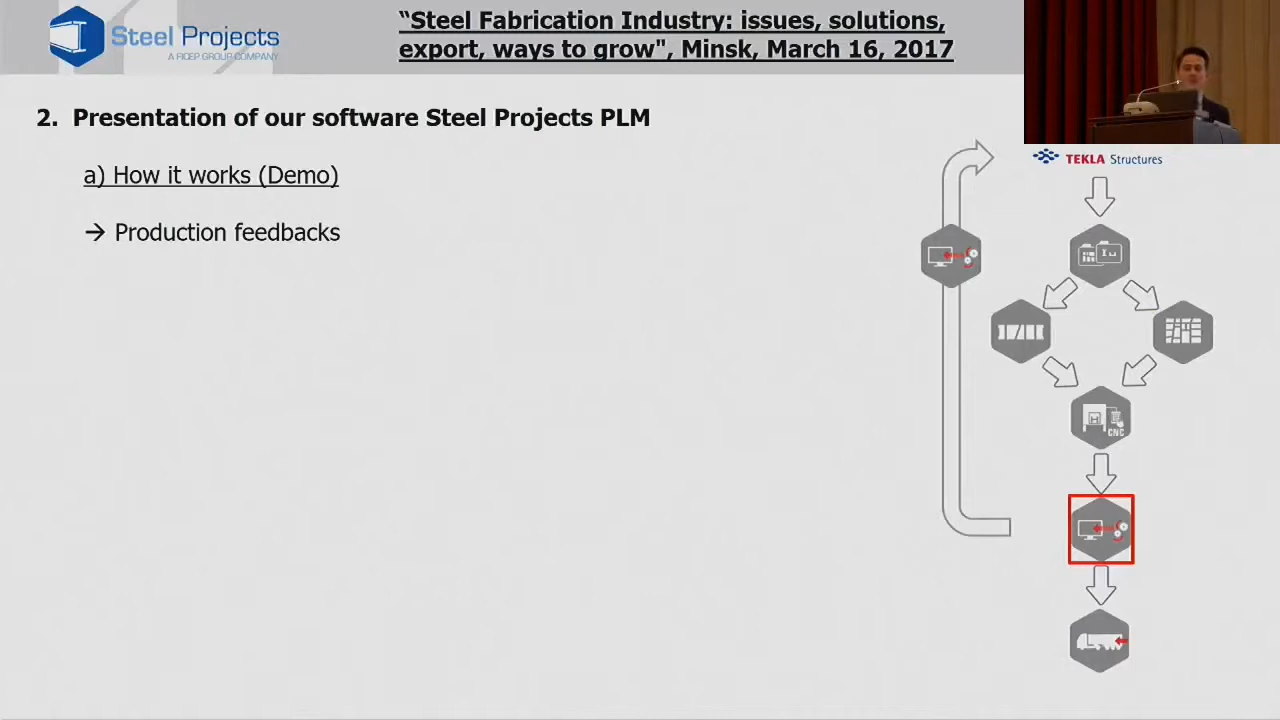 Steel Projects
A FICEP GROUP COMPANY
“Steel Fabrication Industry: issues, solutions,
export, ways to grow", Minsk, March 16, 2017
2. Presentation of our software Steel Projects PLM
a) How it works (Demo)
→ Production feedbacks
TEKLA Structures
CNC